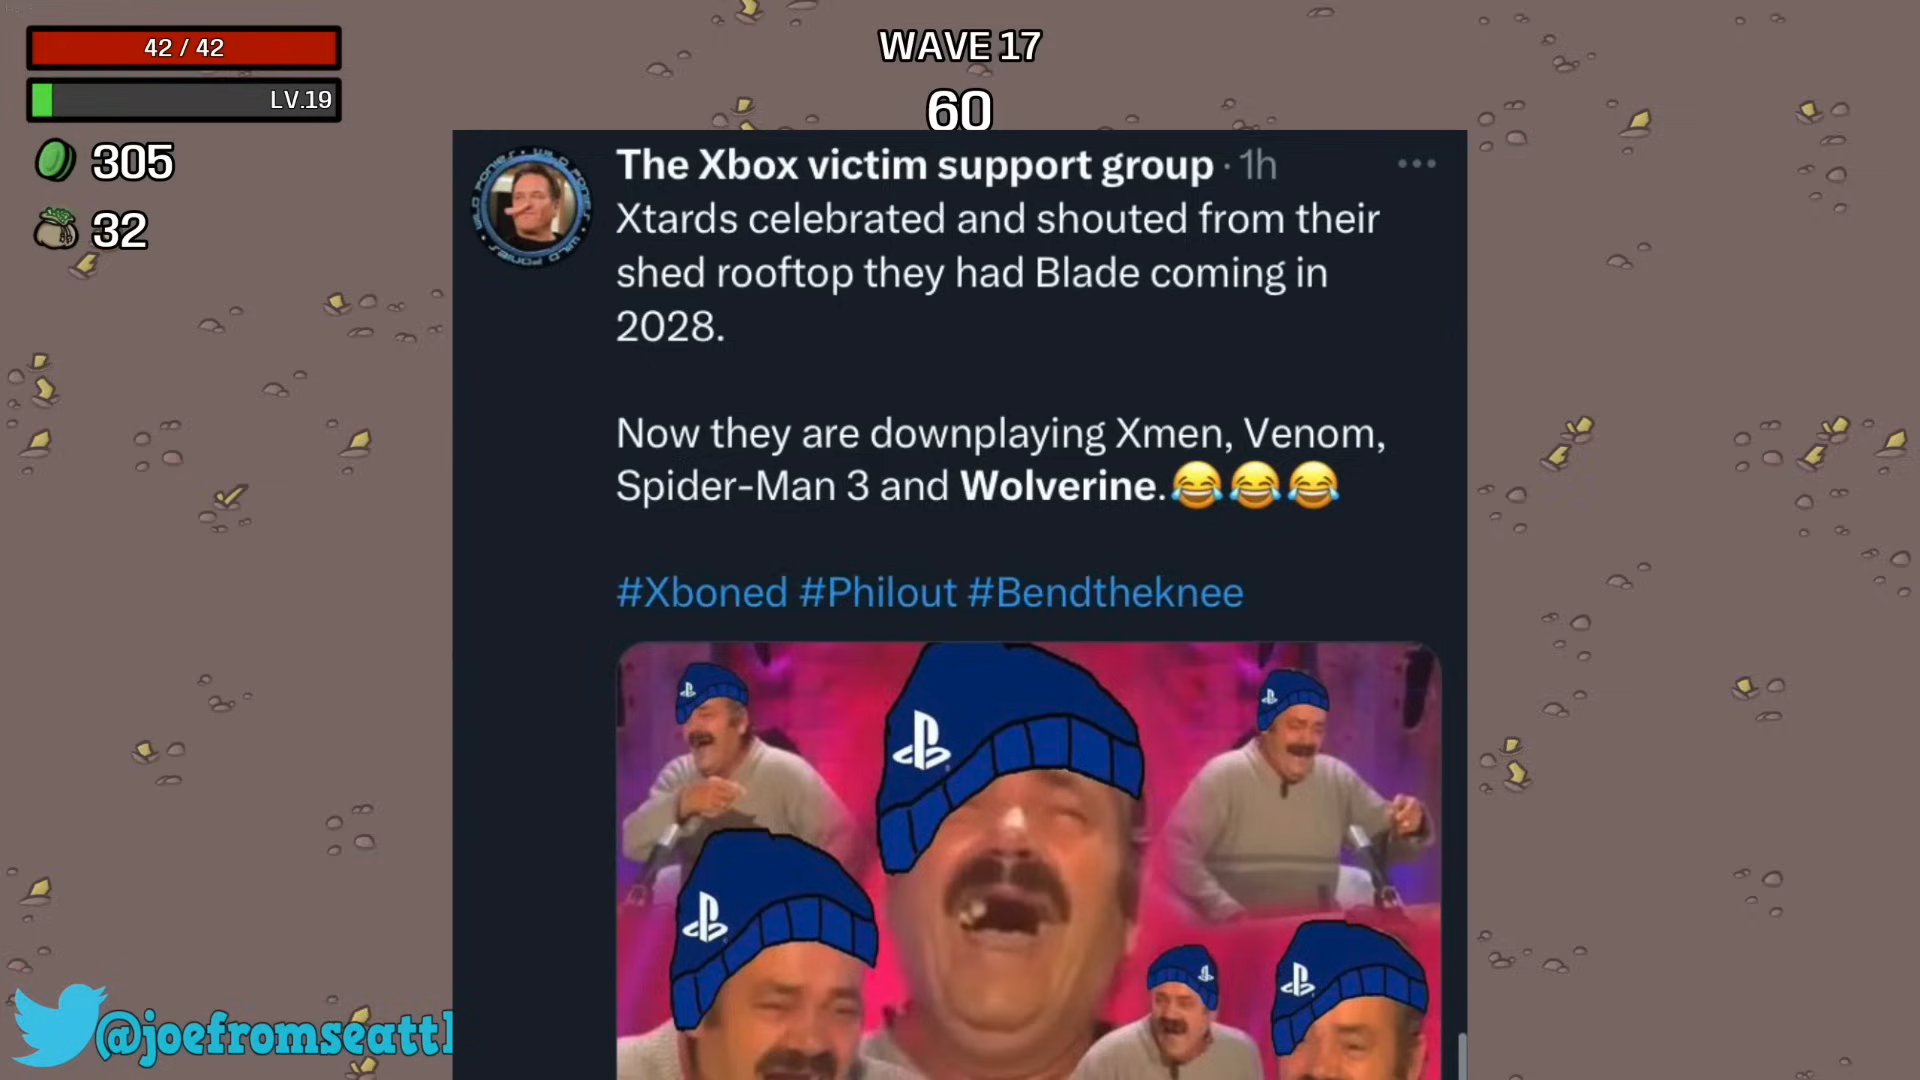 42 / 42
LV.19
305
32
WAVE 17
60
The Xbox victim support group · 1h
Xtards celebrated and shouted from their
shed rooftop they had Blade coming in
2028.
Now they are downplaying Xmen, Venom,
Spider-Man 3 and Wolverine.😂😂😂
#Xboned #Philout #Bendtheknee
@joefromseattl